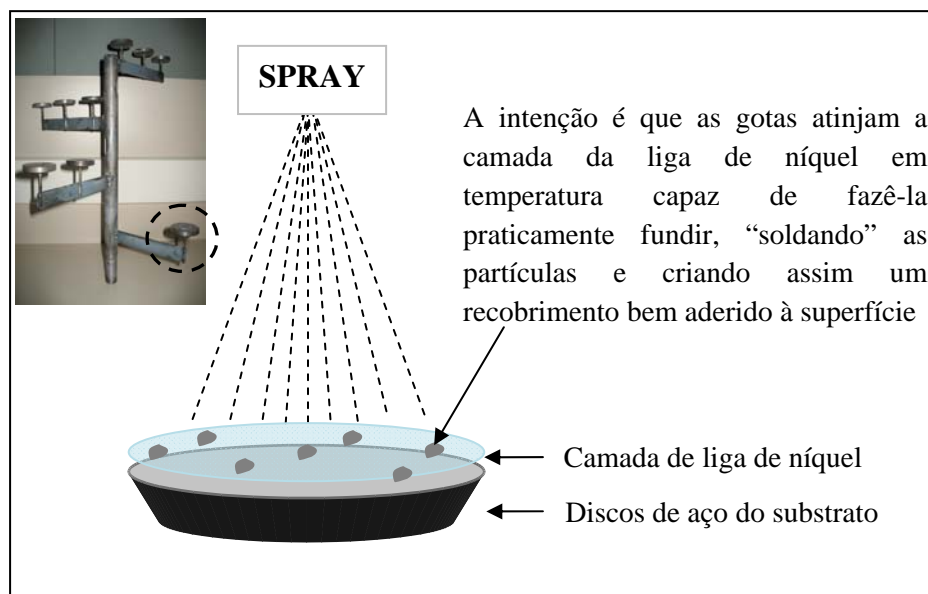 SPRAY
A intenção é que as gotas atinjam a
camada da liga de níquel em
temperatura capaz de fazê-la
praticamente fundir, “soldando” as
partículas e criando assim um
recobrimento bem aderido à superfície
Camada de liga de níquel
Discos de aço do substrato